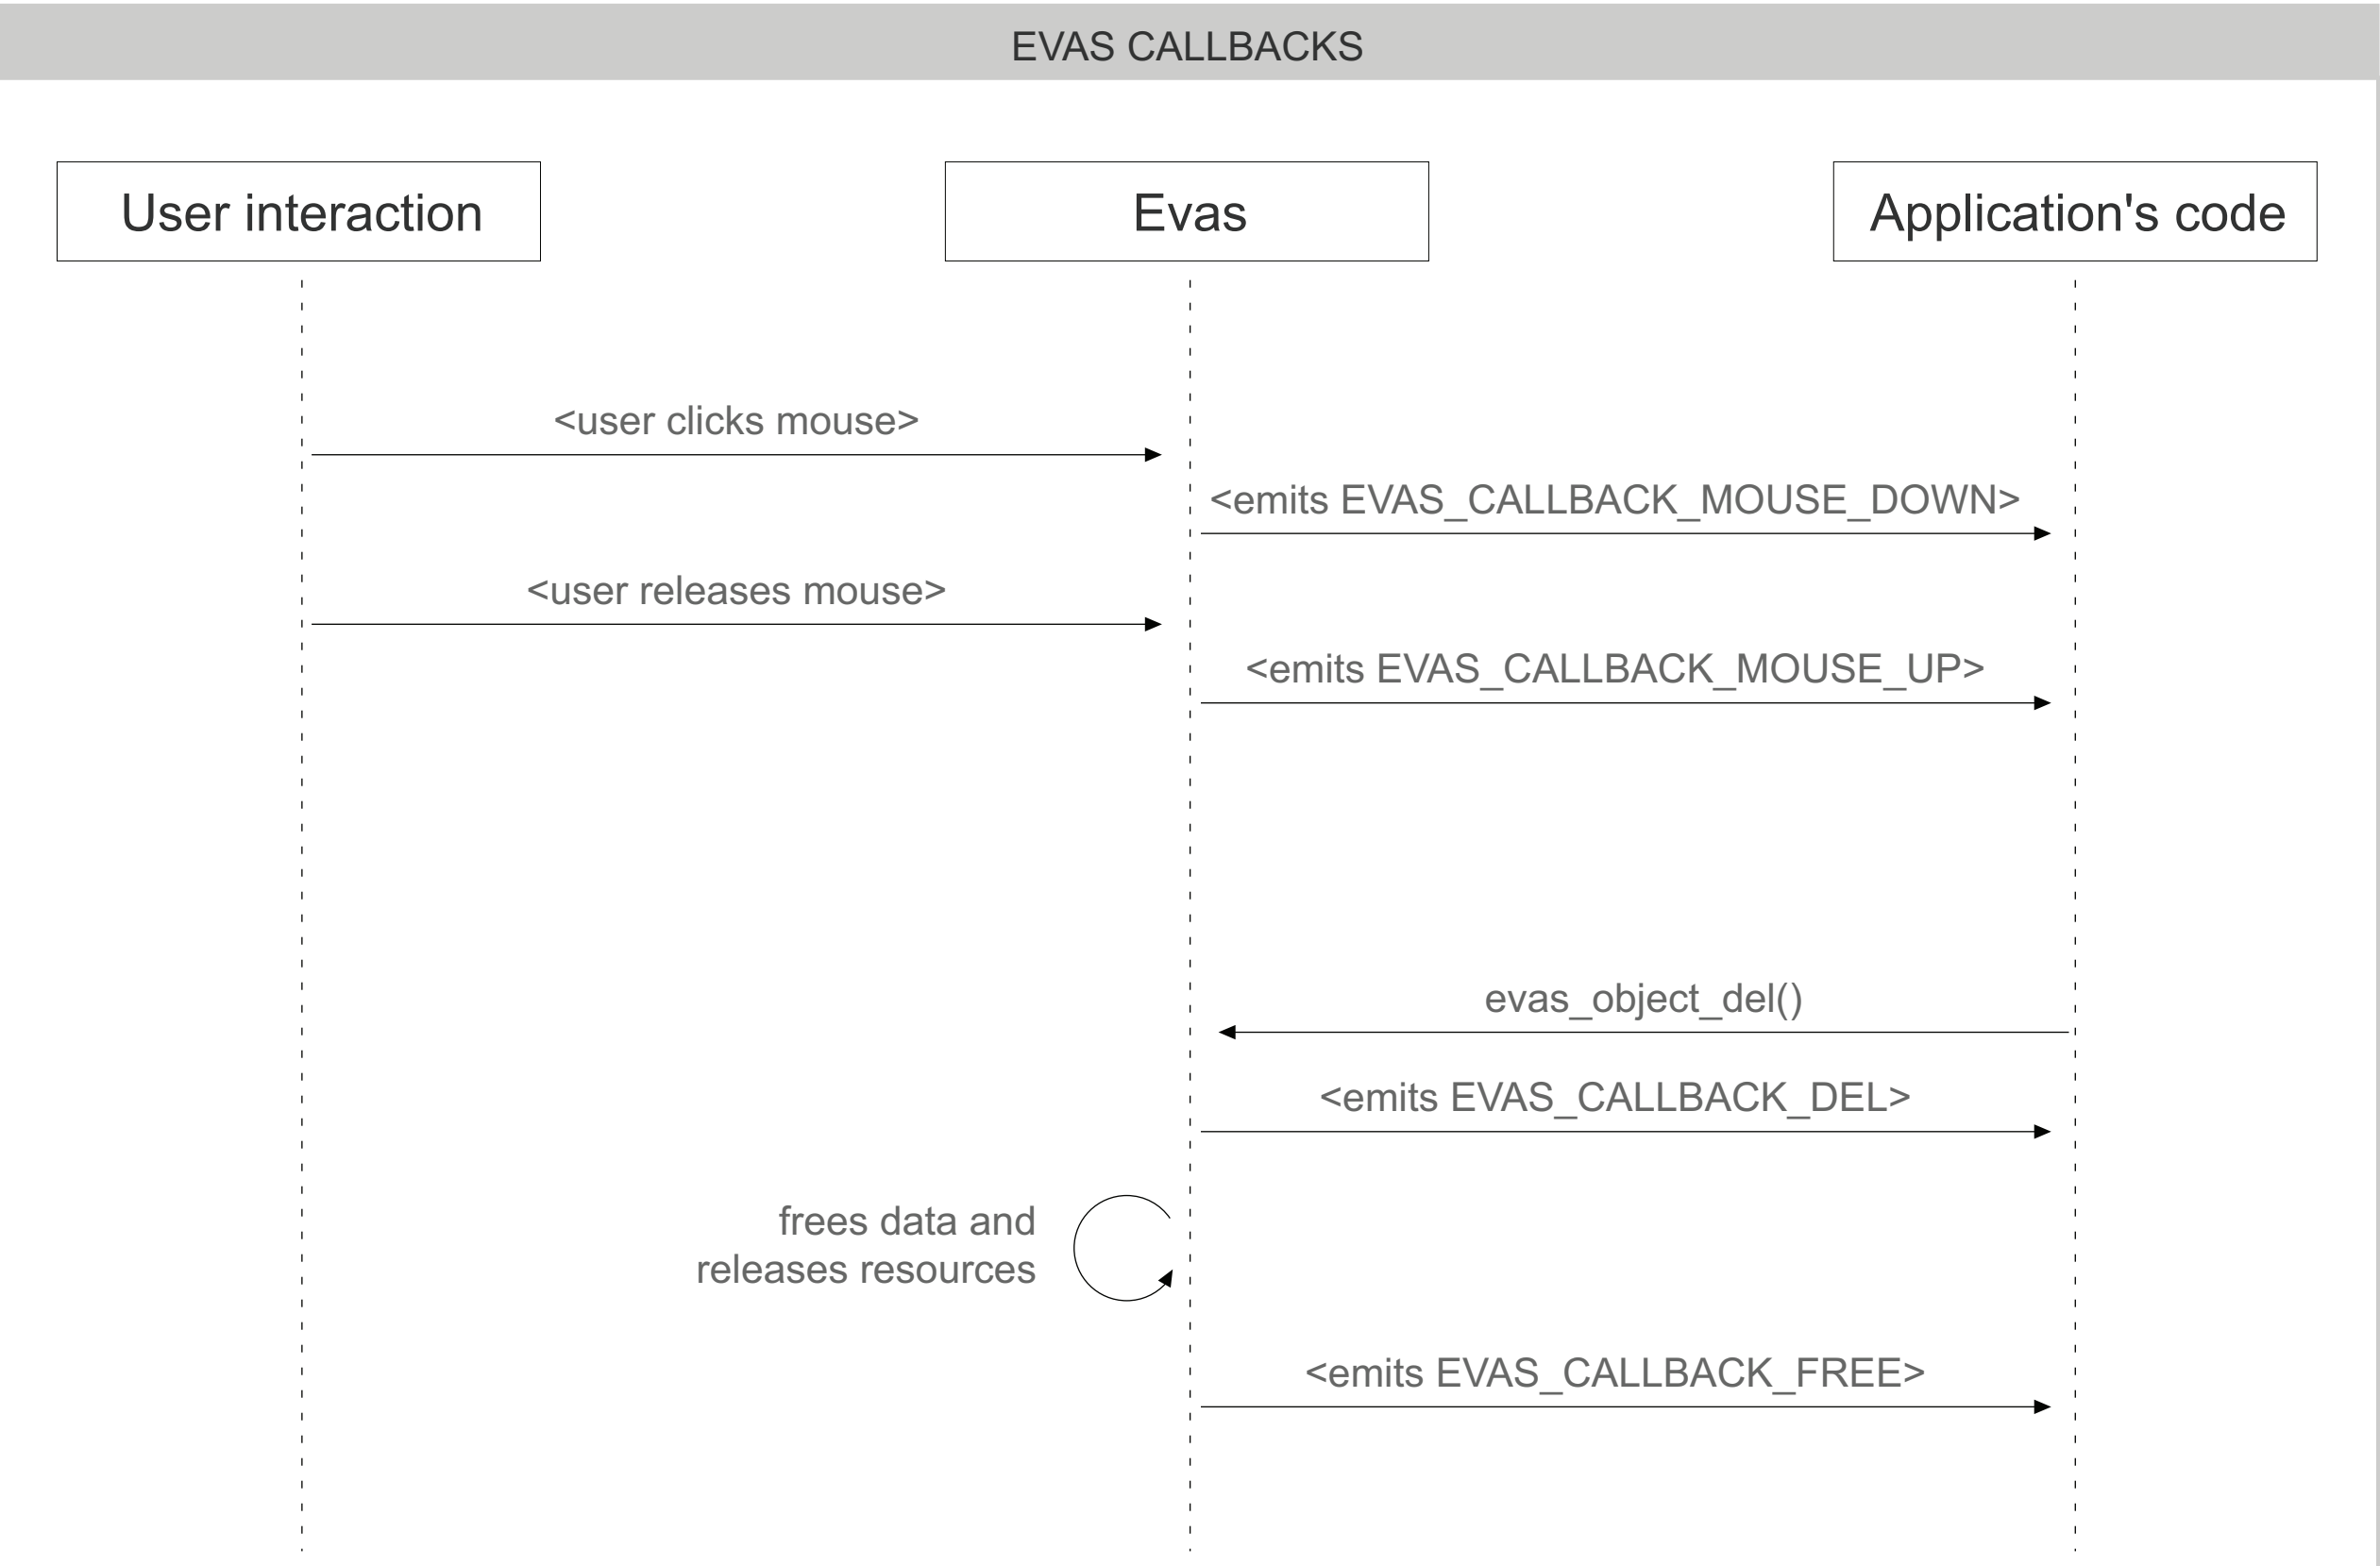 EVAS CALLBACKS
User interaction
Evas
Application's code
<user clicks mouse>
<emits EVAS_CALLBACK_MOUSE_DOWN>
<user releases mouse>
<emits EVAS_CALLBACK_MOUSE_UP>
evas_object_del()
<emits EVAS_CALLBACK_DEL>
frees data and
releases resources
<emits EVAS_CALLBACK_FREE>